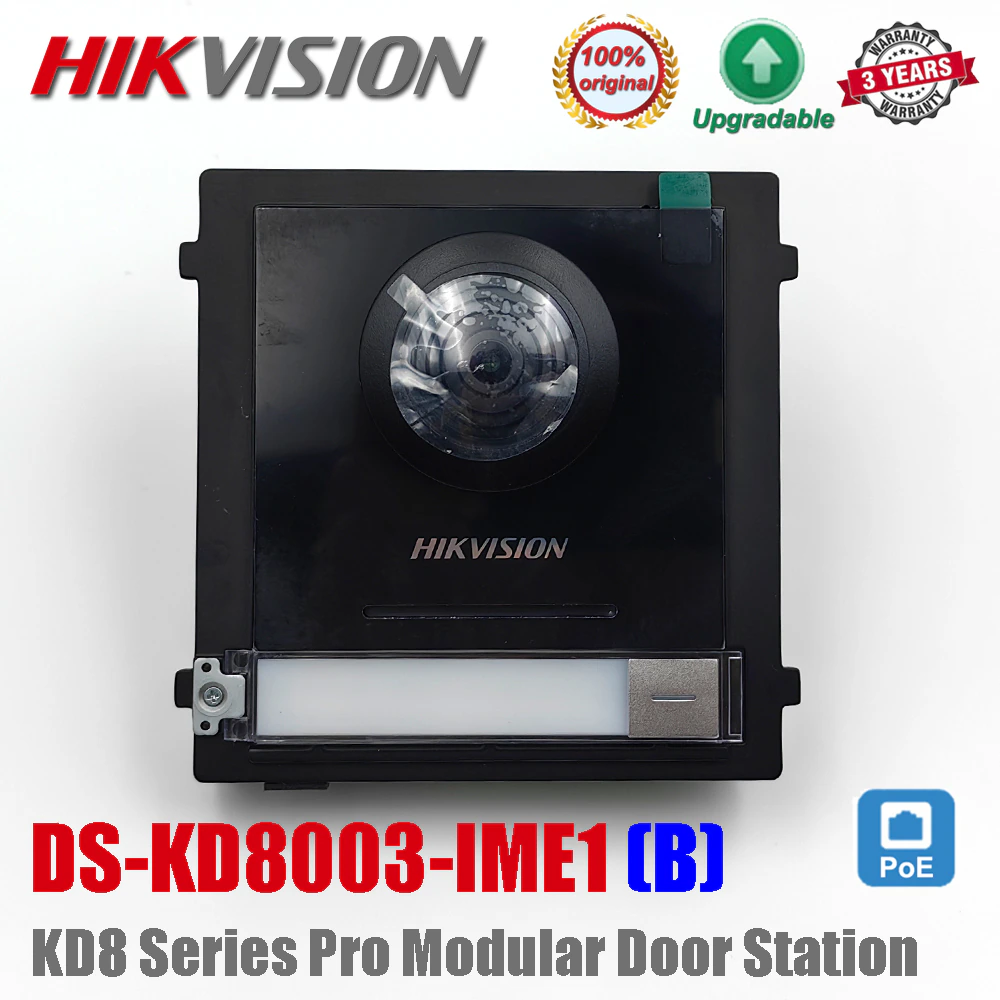 HIKVISION
100%
original
Upgradable
WARRANTY
3 YEARS
WARRANTY
HIKVISION
DS-KD8003-IME1 (B)
PoE
KD8 Series Pro Modular Door Station